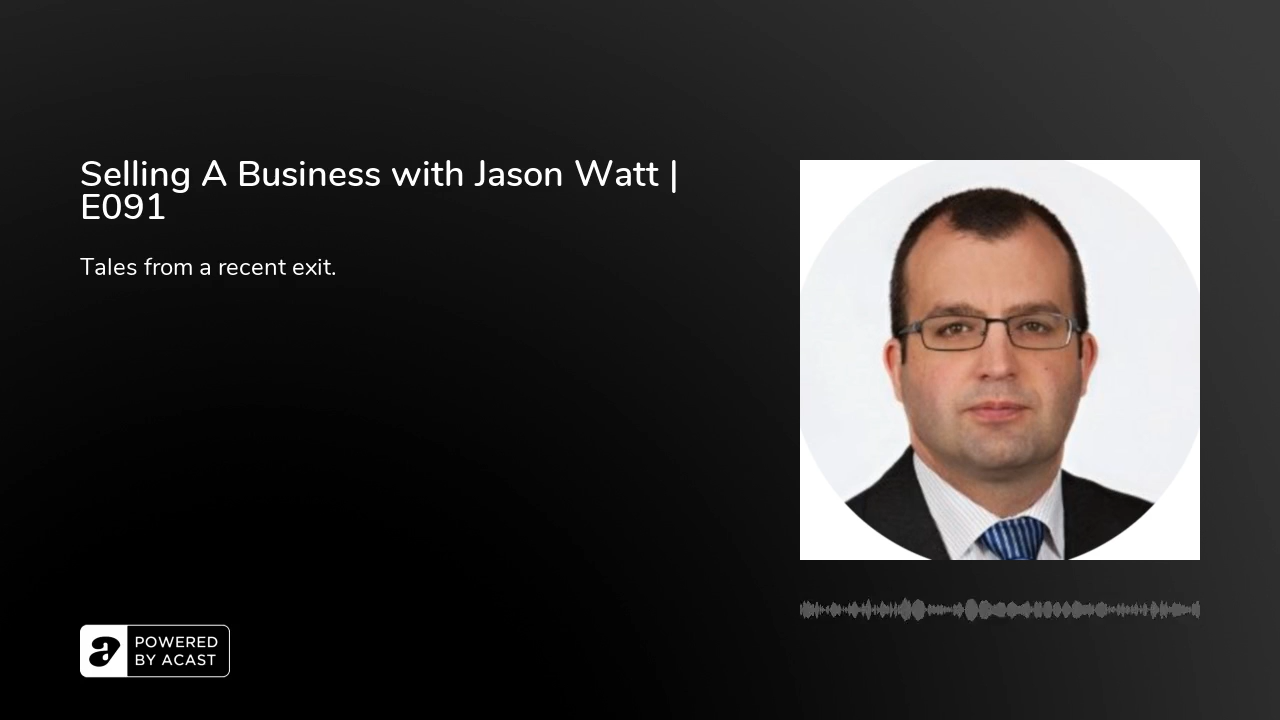 Selling A Business with Jason Watt |
E091
Tales from a recent exit.
POWERED
BY ACAST